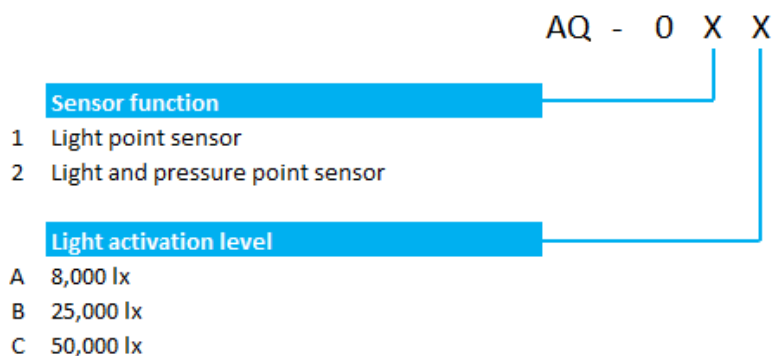 AQ - 0 X X
Sensor function
1 Light point sensor
2 Light and pressure point sensor
Light activation level
A 8,000 lx
B 25,000 lx
C 50,000 lx